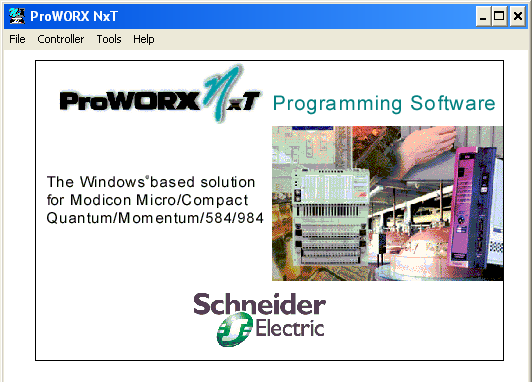 ProWORX NxT
File Controller Tools Help
ProWORX NxT Programming Software
The Windows® based solution
for Modicon Micro/Compact
Quantum/Momentum/584/984
Schneider
Electric